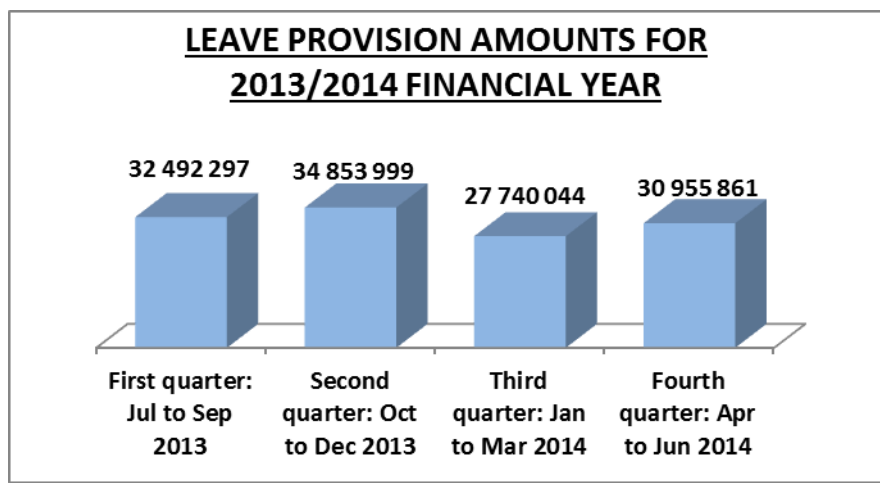 LEAVE PROVISION AMOUNTS FOR
2013/2014 FINANCIAL YEAR
32 492 297
34 853 999
27 740 044
30 955 861
First quarter:
Jul to Sep
2013
Second
quarter: Oct
to Dec 2013
Third
quarter: Jan
to Mar 2014
Fourth
quarter: Apr
to Jun 2014